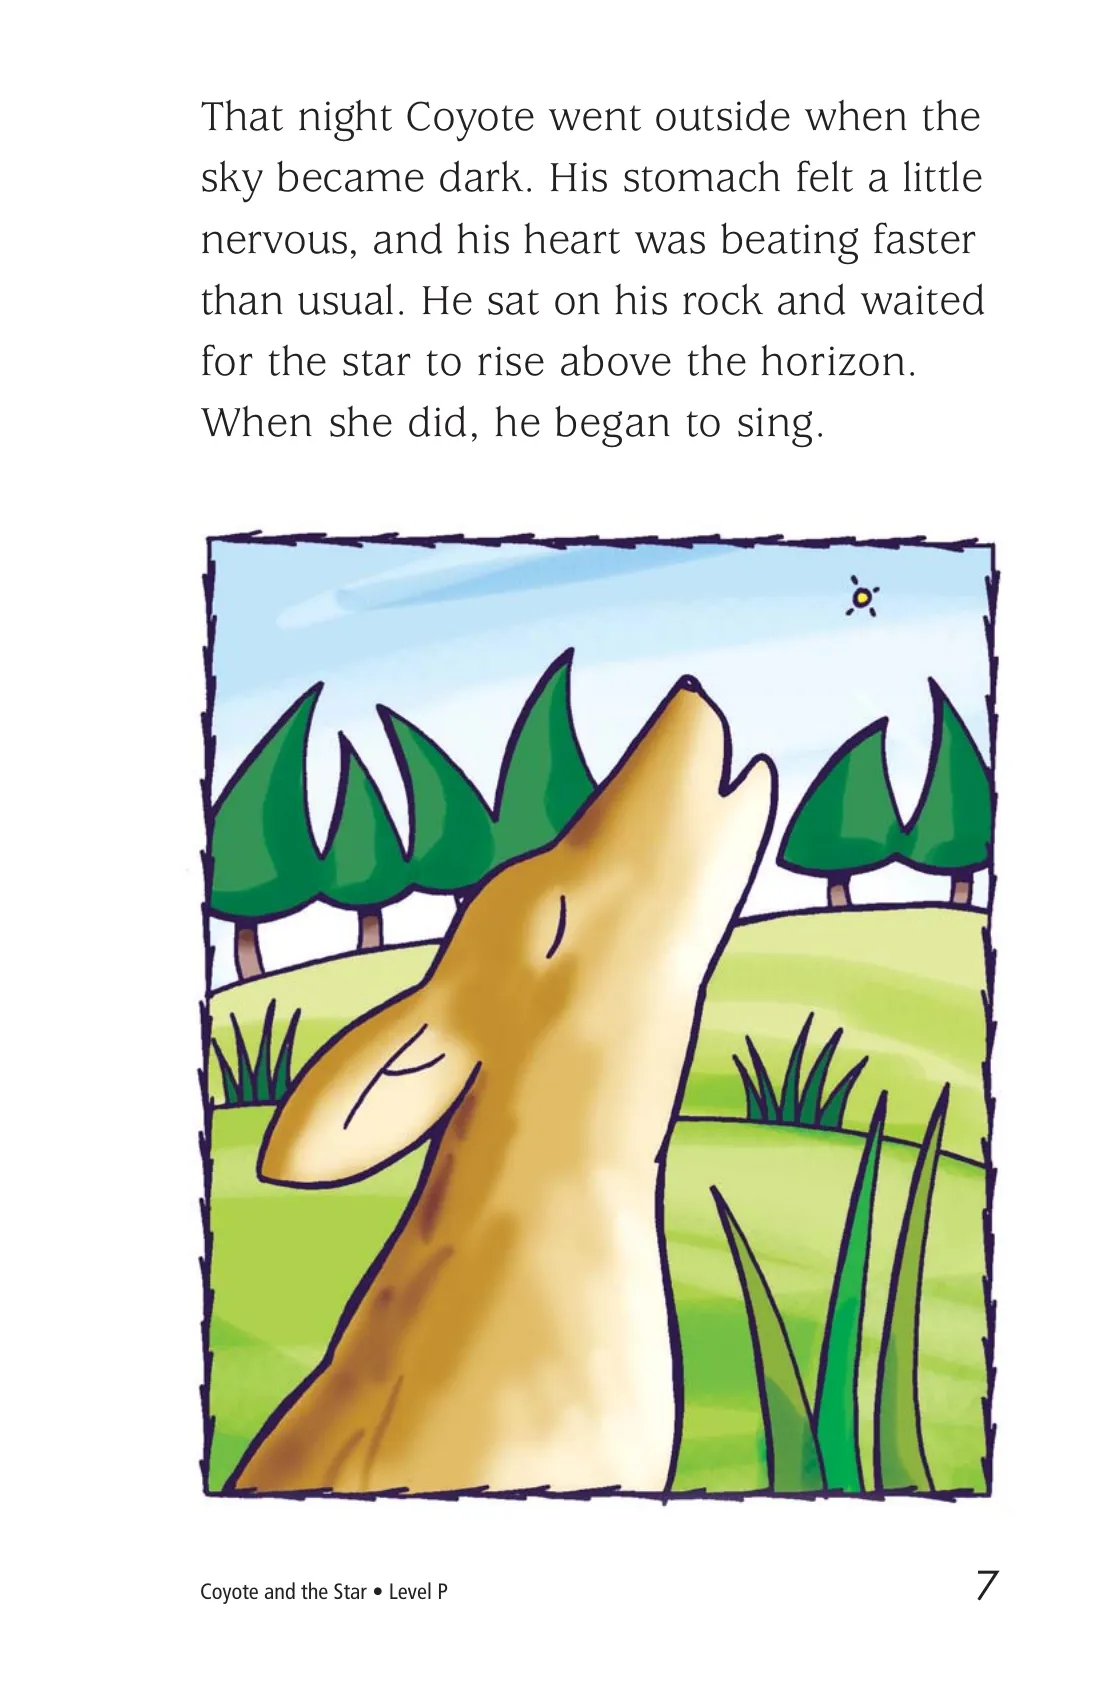 That night Coyote went outside when the
sky became dark. His stomach felt a little
nervous, and his heart was beating faster
than usual. He sat on his rock and waited
for the star to rise above the horizon.
When she did, he began to sing.
Coyote and the Star • Level P
7